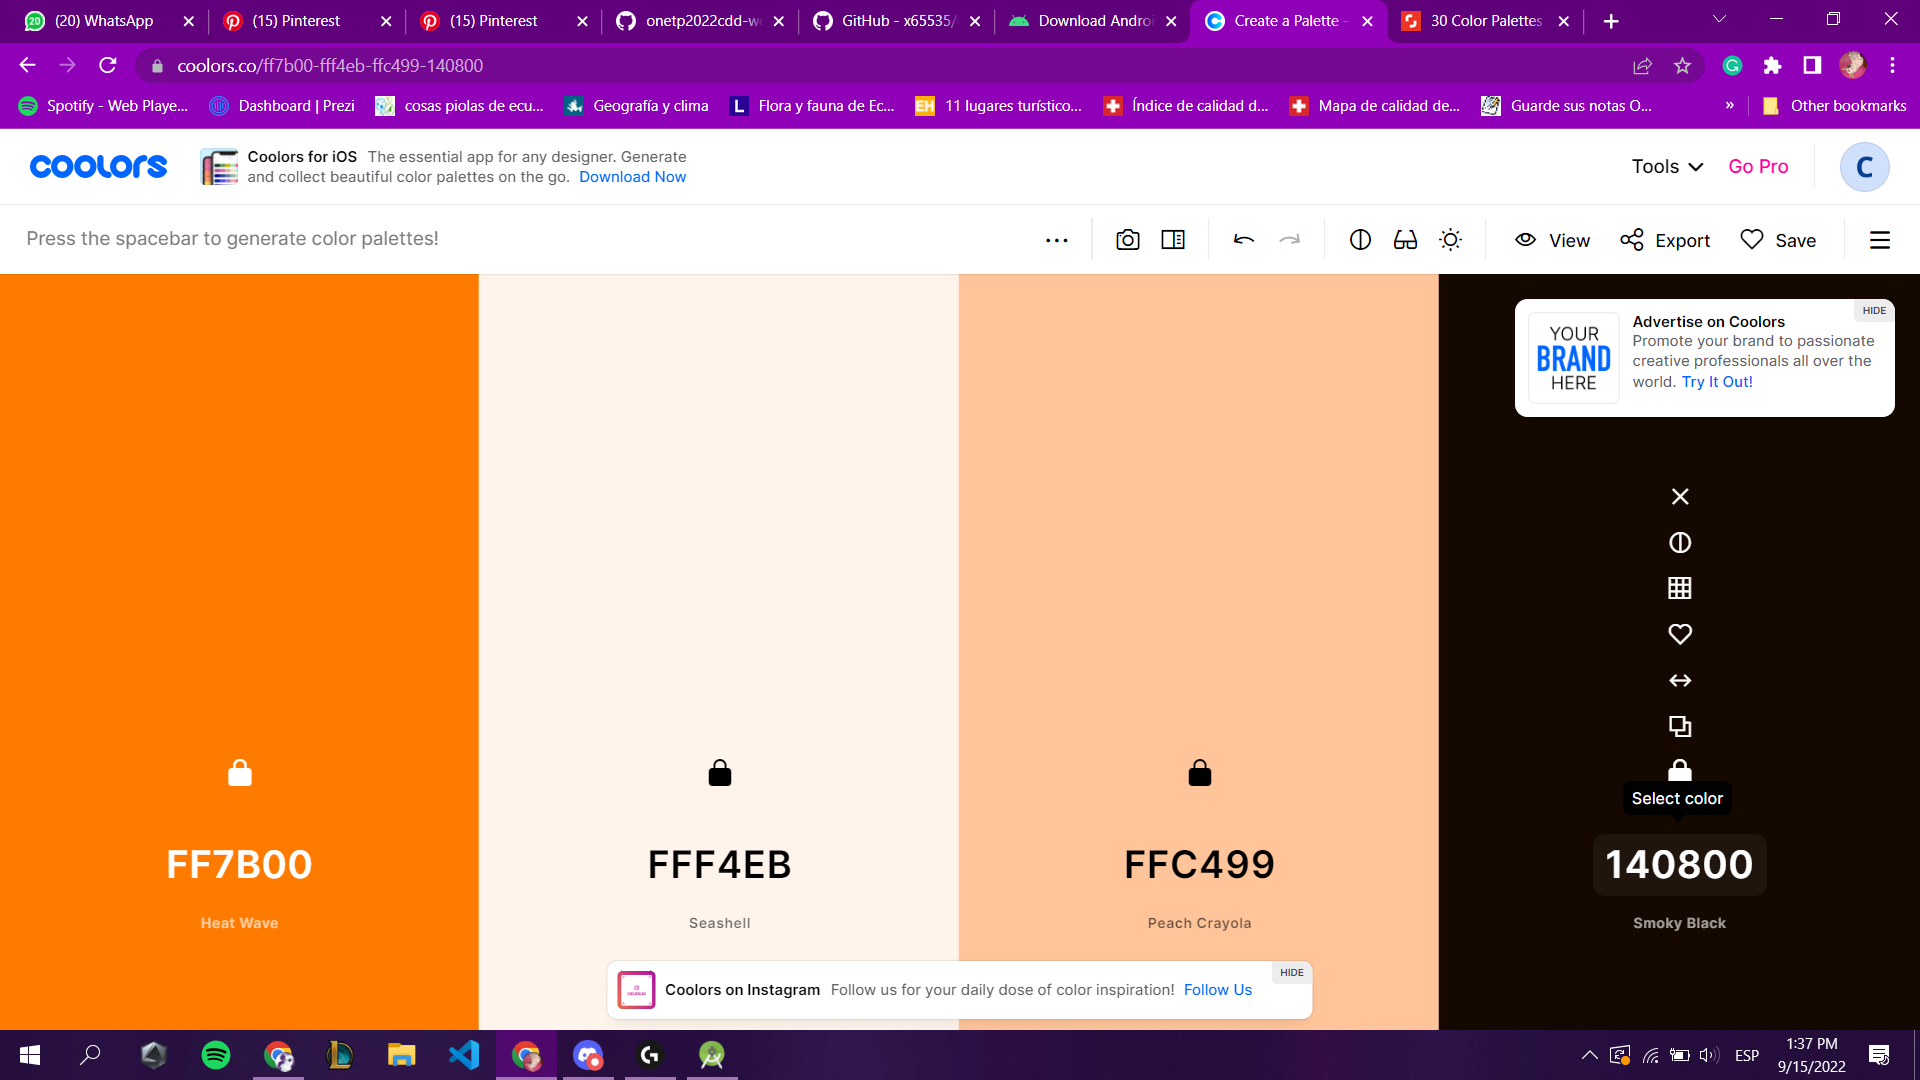 (20) WhatsApp
(15) Pinterest
(15) Pinterest
onetp2022cdd-w
GitHub - x65535/
Download Androi
Create a Palette -
30 Color Palettes
coolors.co/ff7b00-fff4eb-ffc499-140800
Spotify - Web Playe...
Dashboard | Prezi
cosas piolas de ecu...
Geografía y clima
Flora y fauna de Ec...
11 lugares turístico...
Índice de calidad d...
Mapa de calidad de...
Guarde sus notas O...
»
Other bookmarks
coolors
Coolors for iOS The essential app for any designer. Generate
and collect beautiful color palettes on the go. Download Now
Tools
Go Pro
C
Press the spacebar to generate color palettes!
View
Export
Save
HIDE
YOUR
BRAND
HERE
Advertise on Coolors
Promote your brand to passionate
creative professionals all over the
world. Try It Out!
Select color
FF7B00
FFF4EB
FFC499
140800
Heat Wave
Seashell
Peach Crayola
Smoky Black
HIDE
Coolors on Instagram Follow us for your daily dose of color inspiration! Follow Us
ESP
1:37 PM
9/15/2022